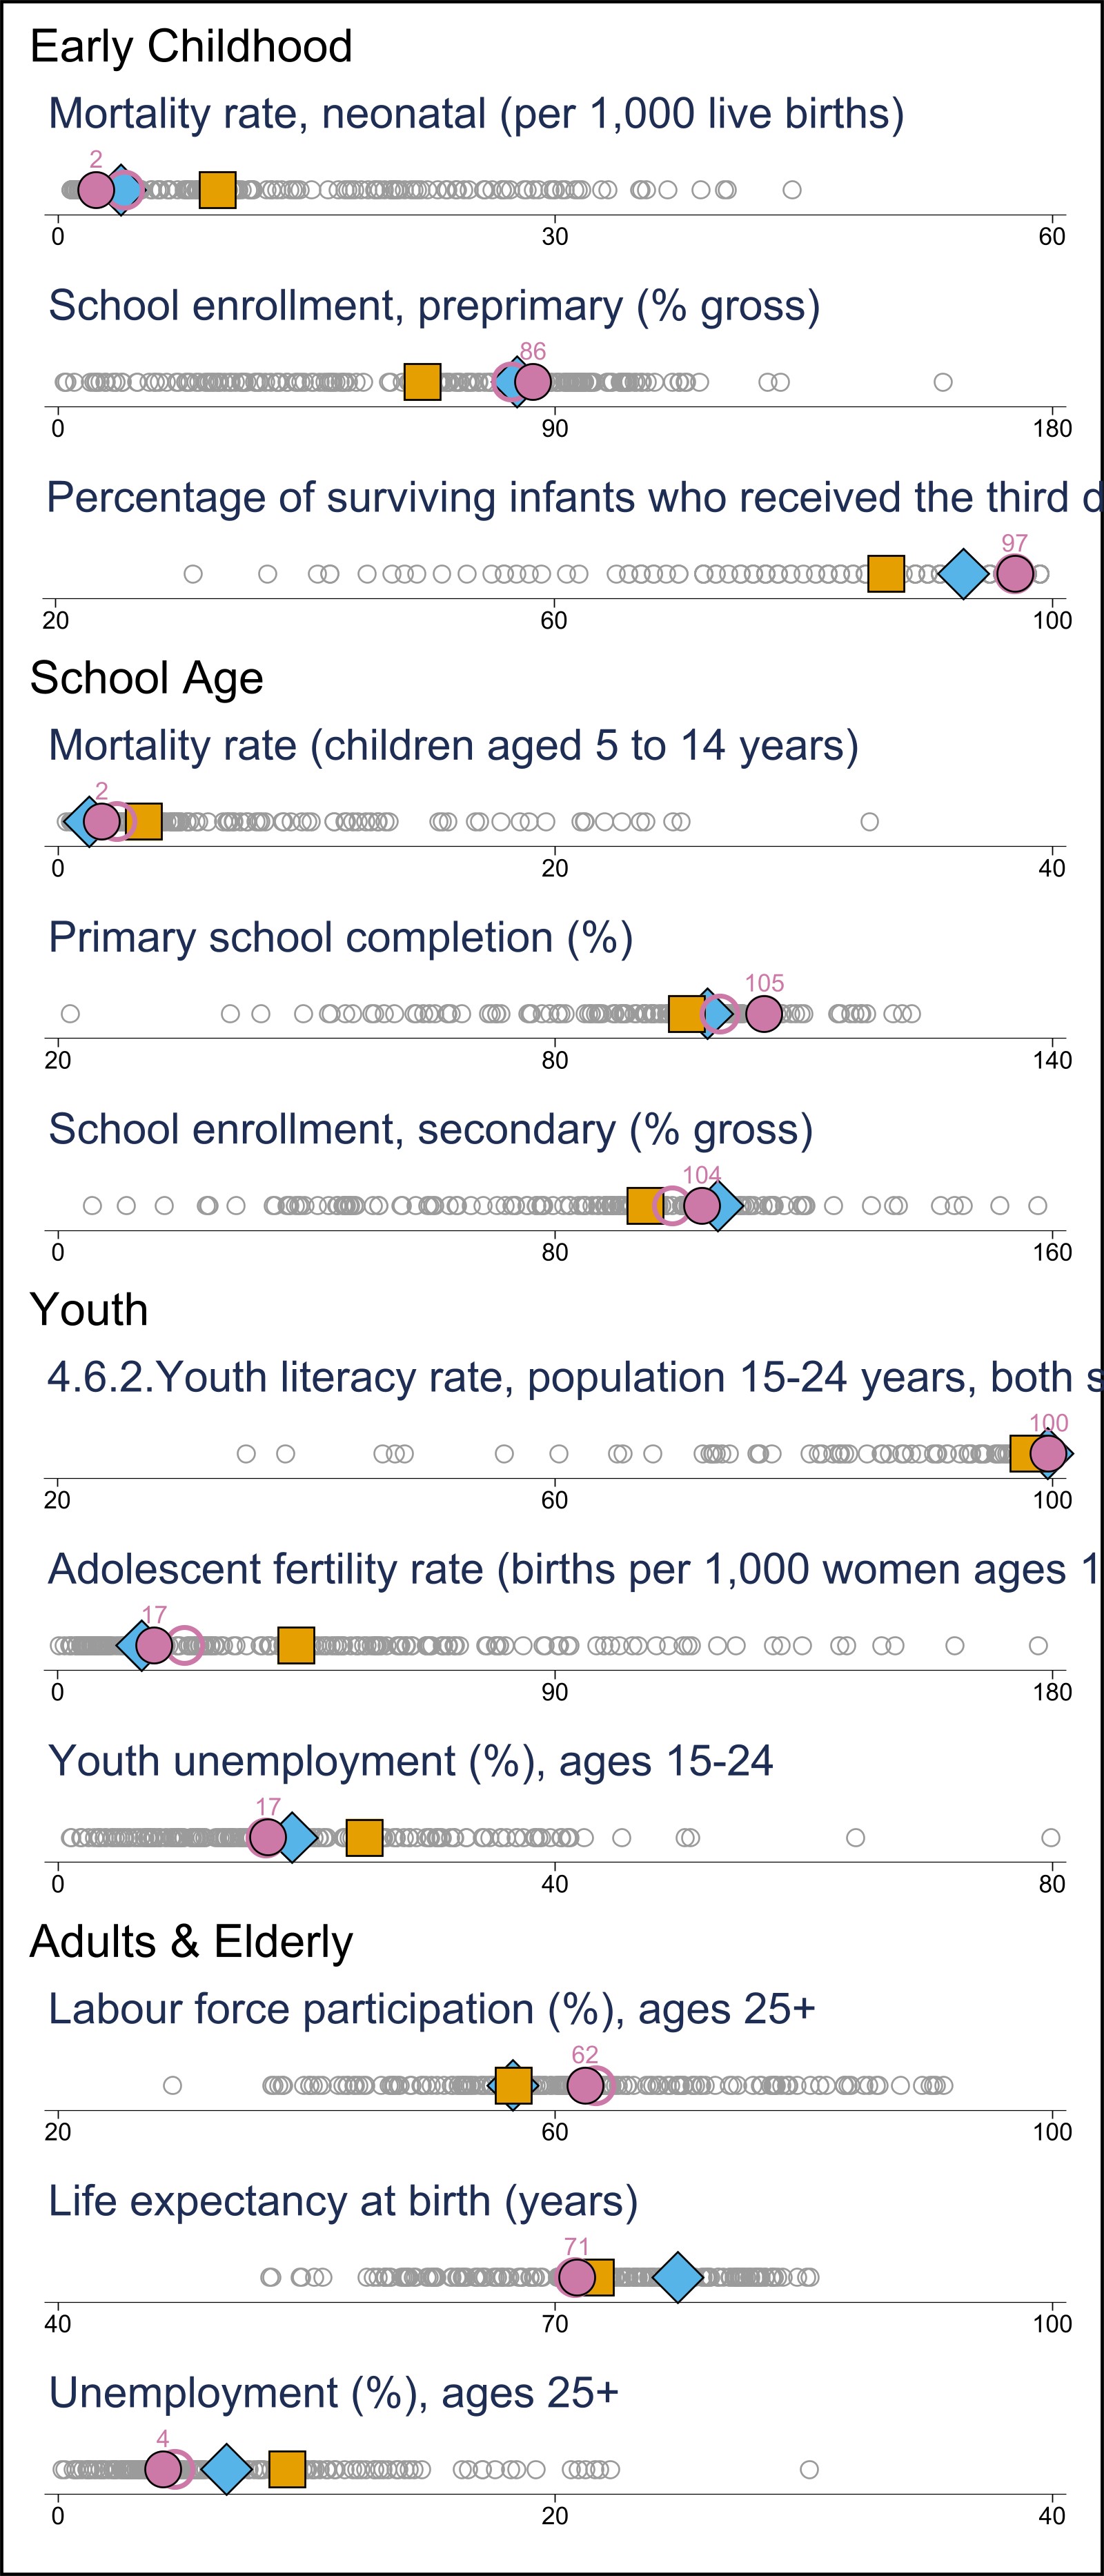 Early Childhood
Mortality rate, neonatal (per 1,000 live births)
2
0 30 60
School enrollment, preprimary (% gross)
86
0 90 180
Percentage of surviving infants who received the third d
97
20 60 100
School Age
Mortality rate (children aged 5 to 14 years)
2
0 20 40
Primary school completion (%)
105
20 80 140
School enrollment, secondary (% gross)
104
0 80 160
Youth
4.6.2.Youth literacy rate, population 15-24 years, both s
100
20 60 100
Adolescent fertility rate (births per 1,000 women ages 1
17
0 90 180
Youth unemployment (%), ages 15-24
17
0 40 80
Adults & Elderly
Labour force participation (%), ages 25+
62
20 60 100
Life expectancy at birth (years)
71
40 70 100
Unemployment (%), ages 25+
4
0 20 40